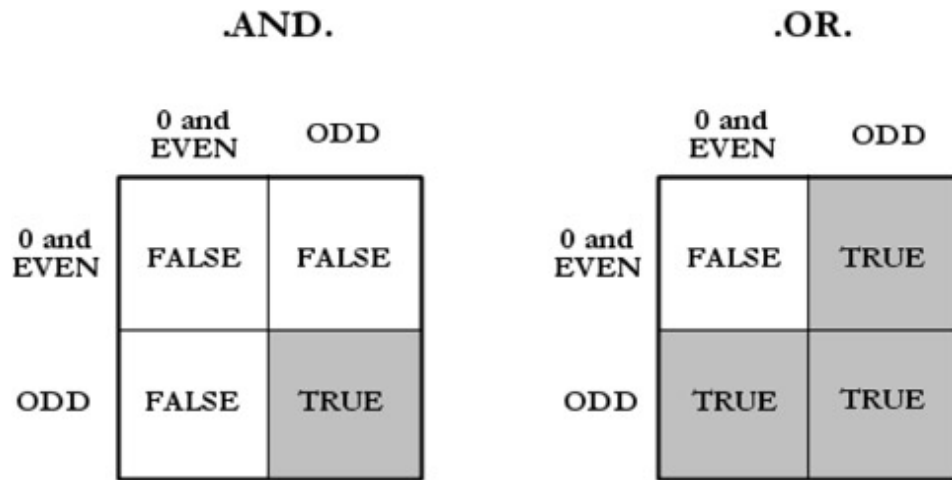 .AND.
.OR.
0 and
EVEN
ODD
0 and
EVEN
ODD
0 and
EVEN
FALSE
FALSE
0 and
EVEN
FALSE
TRUE
ODD
FALSE
TRUE
ODD
TRUE
TRUE